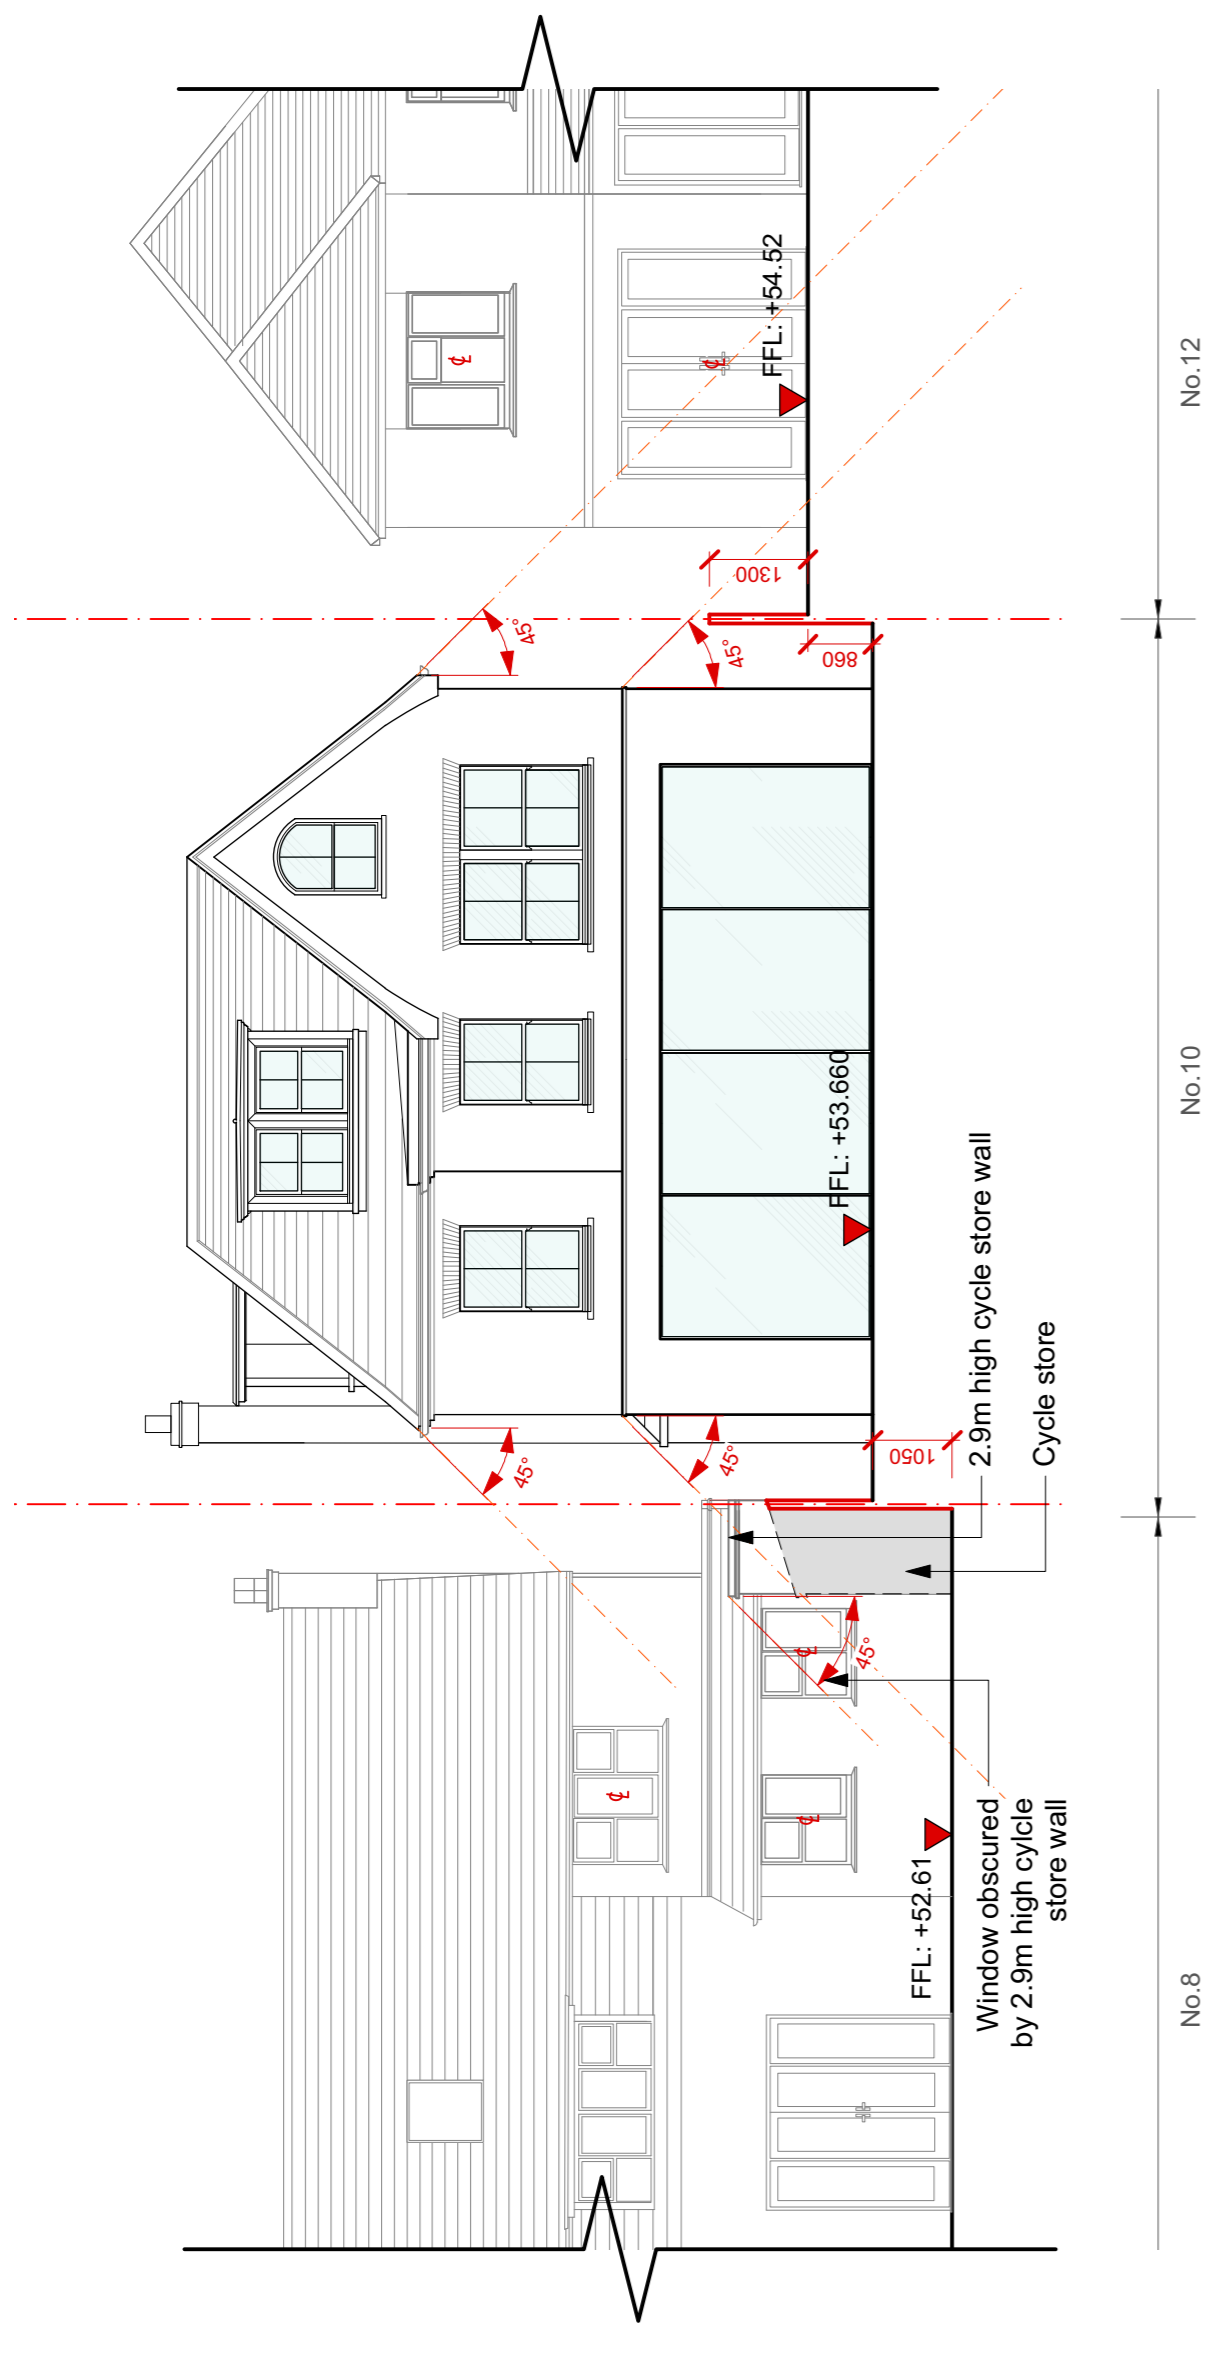 No.8
No.10
No.12
FFL: +52.61
FFL: +53.660
FFL: +54.52
Window obscured
by 2.9m high cylcle
store wall
2.9m high cycle store wall
Cycle store
45°
45°
45°
45°
45°
1050
860
1300
℄
℄
℄
℄
℄